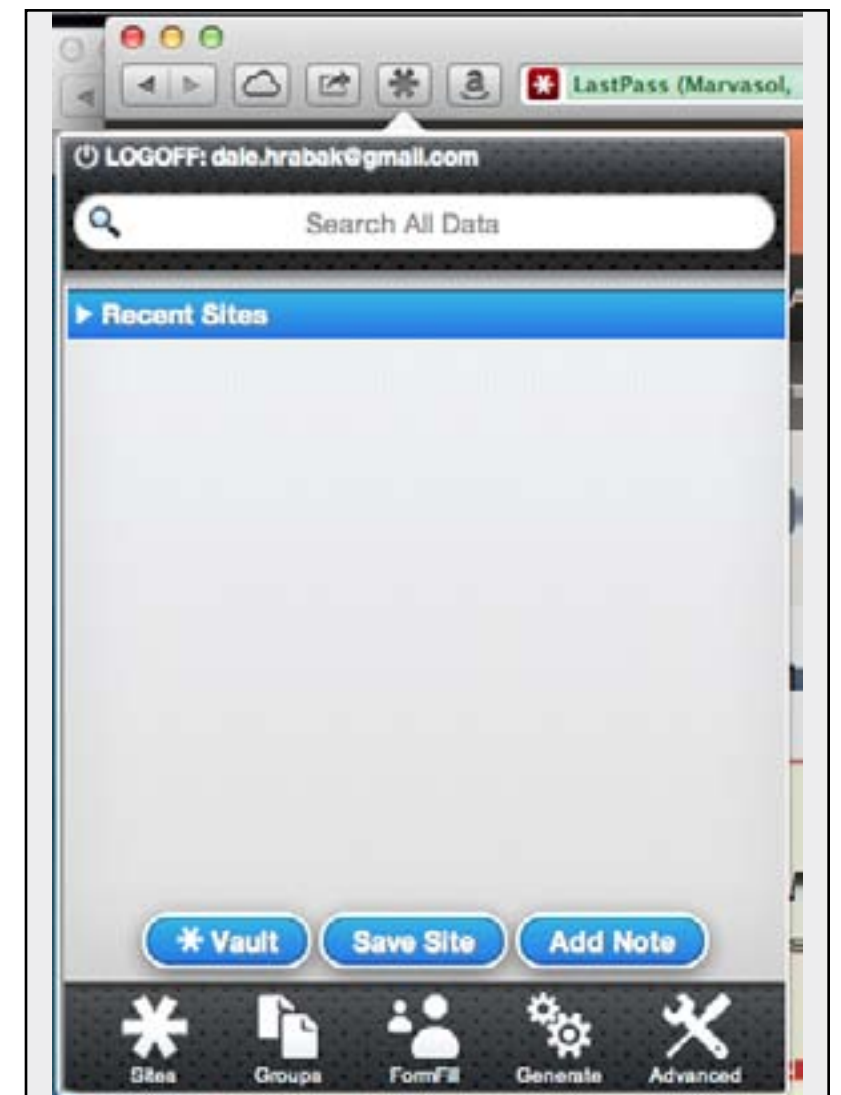 LastPass (Marvasol,
LOGOFF: dale.hrabak@gmail.com
Search All Data
Recent Sites
Vault
Save Site
Add Note
Sites
Groups
FormFill
Generate
Advanced